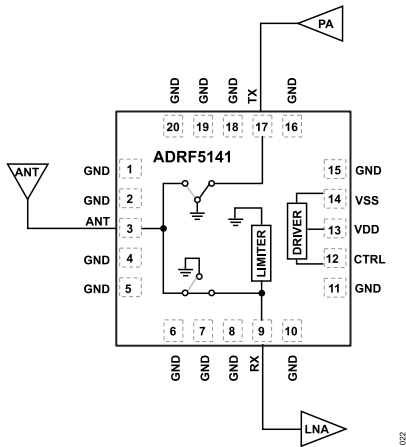 PA
GND
GND
GND
TX
GND
20
19
18
17
16
ADRF5141
ANT
GND
1
GND
2
ANT
3
GND
4
GND
5
15
GND
14
VSS
13
VDD
12
CTRL
11
GND
DRIVER
LIMITER
6
7
8
9
10
GND
GND
GND
RX
GND
LNA
022